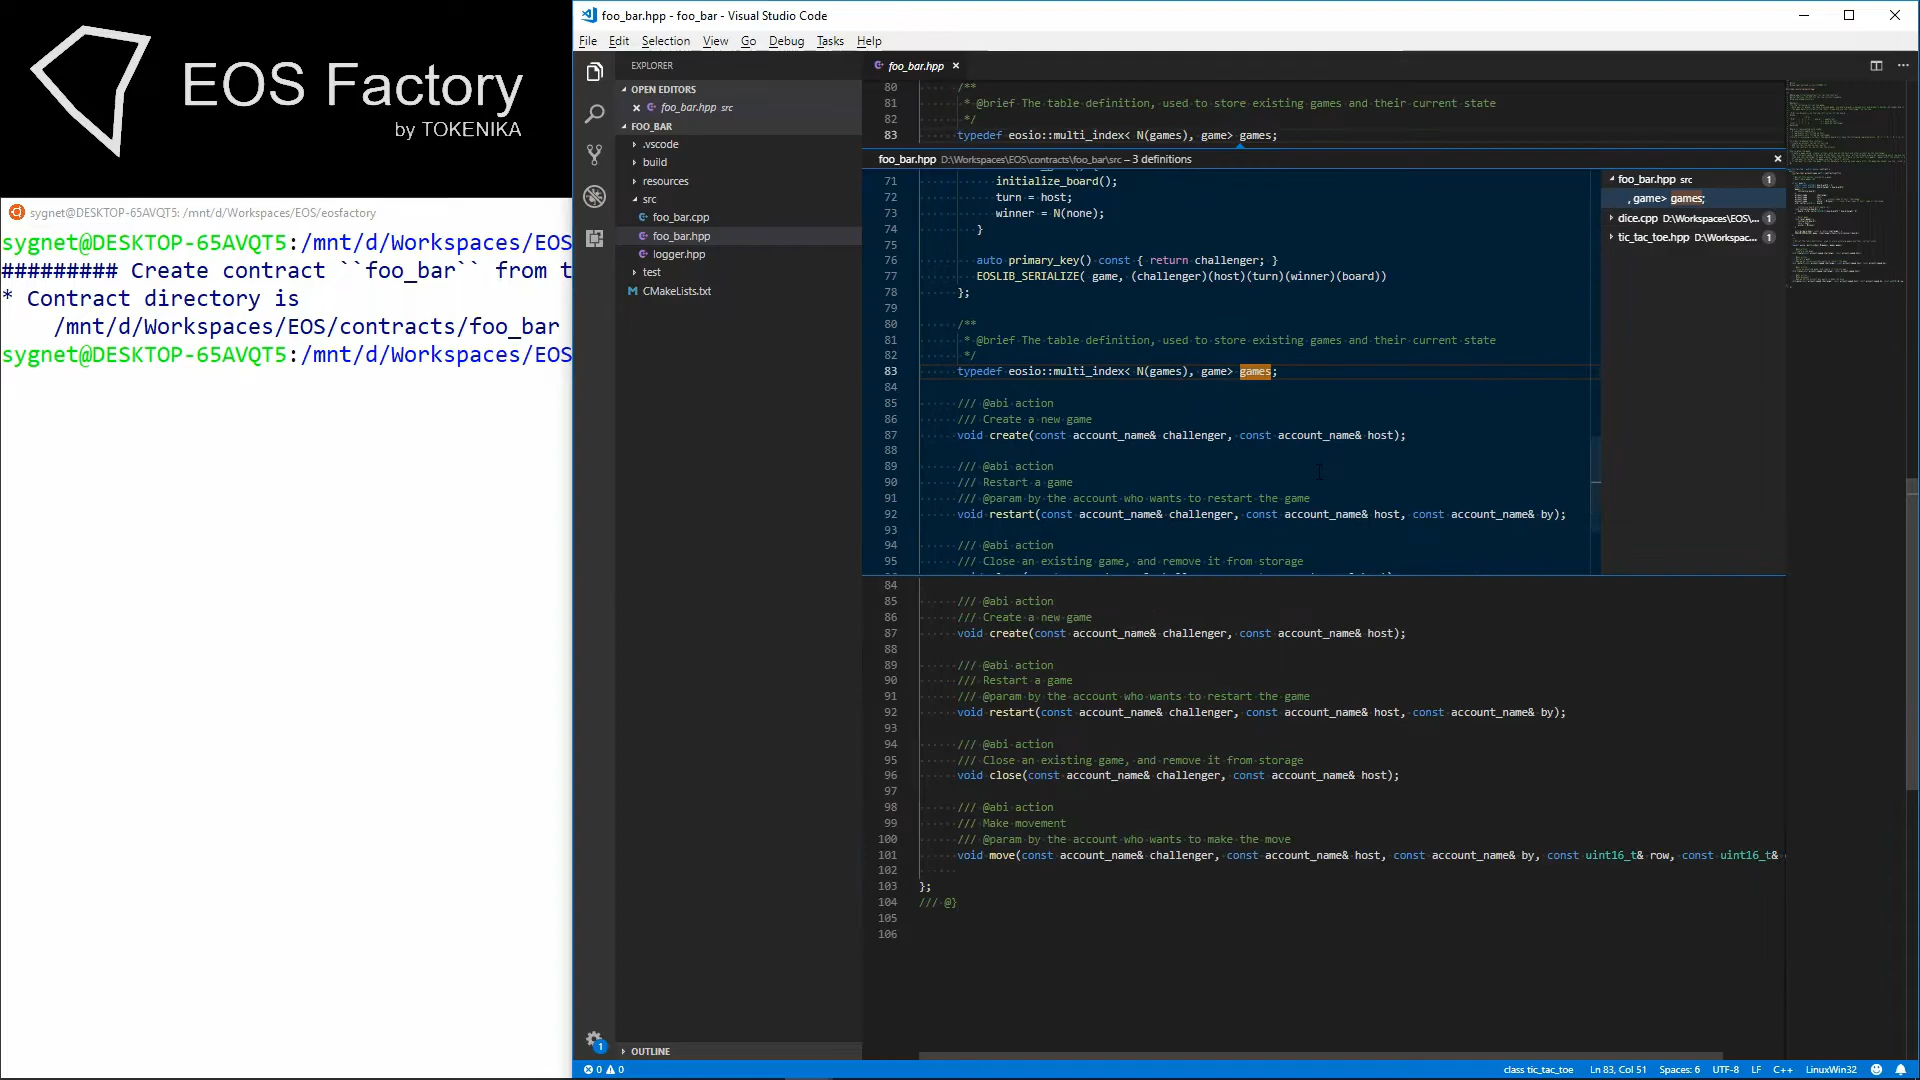 EOS Factory
by TOKENIKA
sygnet@DESKTOP-65AVQT5: /mnt/d/Workspaces/EOS/eosfactory
sygnet@DESKTOP-65AVQT5:/mnt/d/Workspaces/EOS
######### Create contract ``foo_bar`` from t
* Contract directory is
/mnt/d/Workspaces/EOS/contracts/foo_bar
sygnet@DESKTOP-65AVQT5:/mnt/d/Workspaces/EOS
foo_bar.hpp - foo_bar - Visual Studio Code
File Edit Selection View Go Debug Tasks Help
EXPLORER
OPEN EDITORS
foo_bar.hpp src
FOO_BAR
.vscode
build
resources
src
foo_bar.cpp
foo_bar.hpp
logger.hpp
test
CMakeLists.txt
OUTLINE
1
foo_bar.hpp
80 /**
81 * @brief The table definition, used to store existing games and their current state
82 */
83 typedef eosio::multi_index< N(games), game> games;
foo_bar.hpp D:\Workspaces\EOS\contracts\foo_bar\src – 3 definitions
71 initialize_board();
72 turn = host;
73 winner = N(none);
74 }
75
76 auto primary_key() const { return challenger; }
77 EOSLIB_SERIALIZE( game, (challenger)(host)(turn)(winner)(board))
78 };
79
80 /**
81 * @brief The table definition, used to store existing games and their current state
82 */
83 typedef eosio::multi_index< N(games), game> games;
84
85 /// @abi action
86 /// Create a new game
87 void create(const account_name& challenger, const account_name& host);
88
89 /// @abi action
90 /// Restart a game
91 /// @param by the account who wants to restart the game
92 void restart(const account_name& challenger, const account_name& host, const account_name& by);
93
94 /// @abi action
95 /// Close an existing game, and remove it from storage
foo_bar.hpp src 1
, game> games;
dice.cpp D:\Workspaces\EOS\... 1
tic_tac_toe.hpp D:\Workspac... 1
84
85 /// @abi action
86 /// Create a new game
87 void create(const account_name& challenger, const account_name& host);
88
89 /// @abi action
90 /// Restart a game
91 /// @param by the account who wants to restart the game
92 void restart(const account_name& challenger, const account_name& host, const account_name& by);
93
94 /// @abi action
95 /// Close an existing game, and remove it from storage
96 void close(const account_name& challenger, const account_name& host);
97
98 /// @abi action
99 /// Make movement
100 /// @param by the account who wants to make the move
101 void move(const account_name& challenger, const account_name& host, const account_name& by, const uint16_t& row, const uint16_t&
102
103 };
104 /// @}
105
106
0 0
class tic_tac_toe Ln 83, Col 51 Spaces: 6 UTF-8 LF C++ LinuxWin32